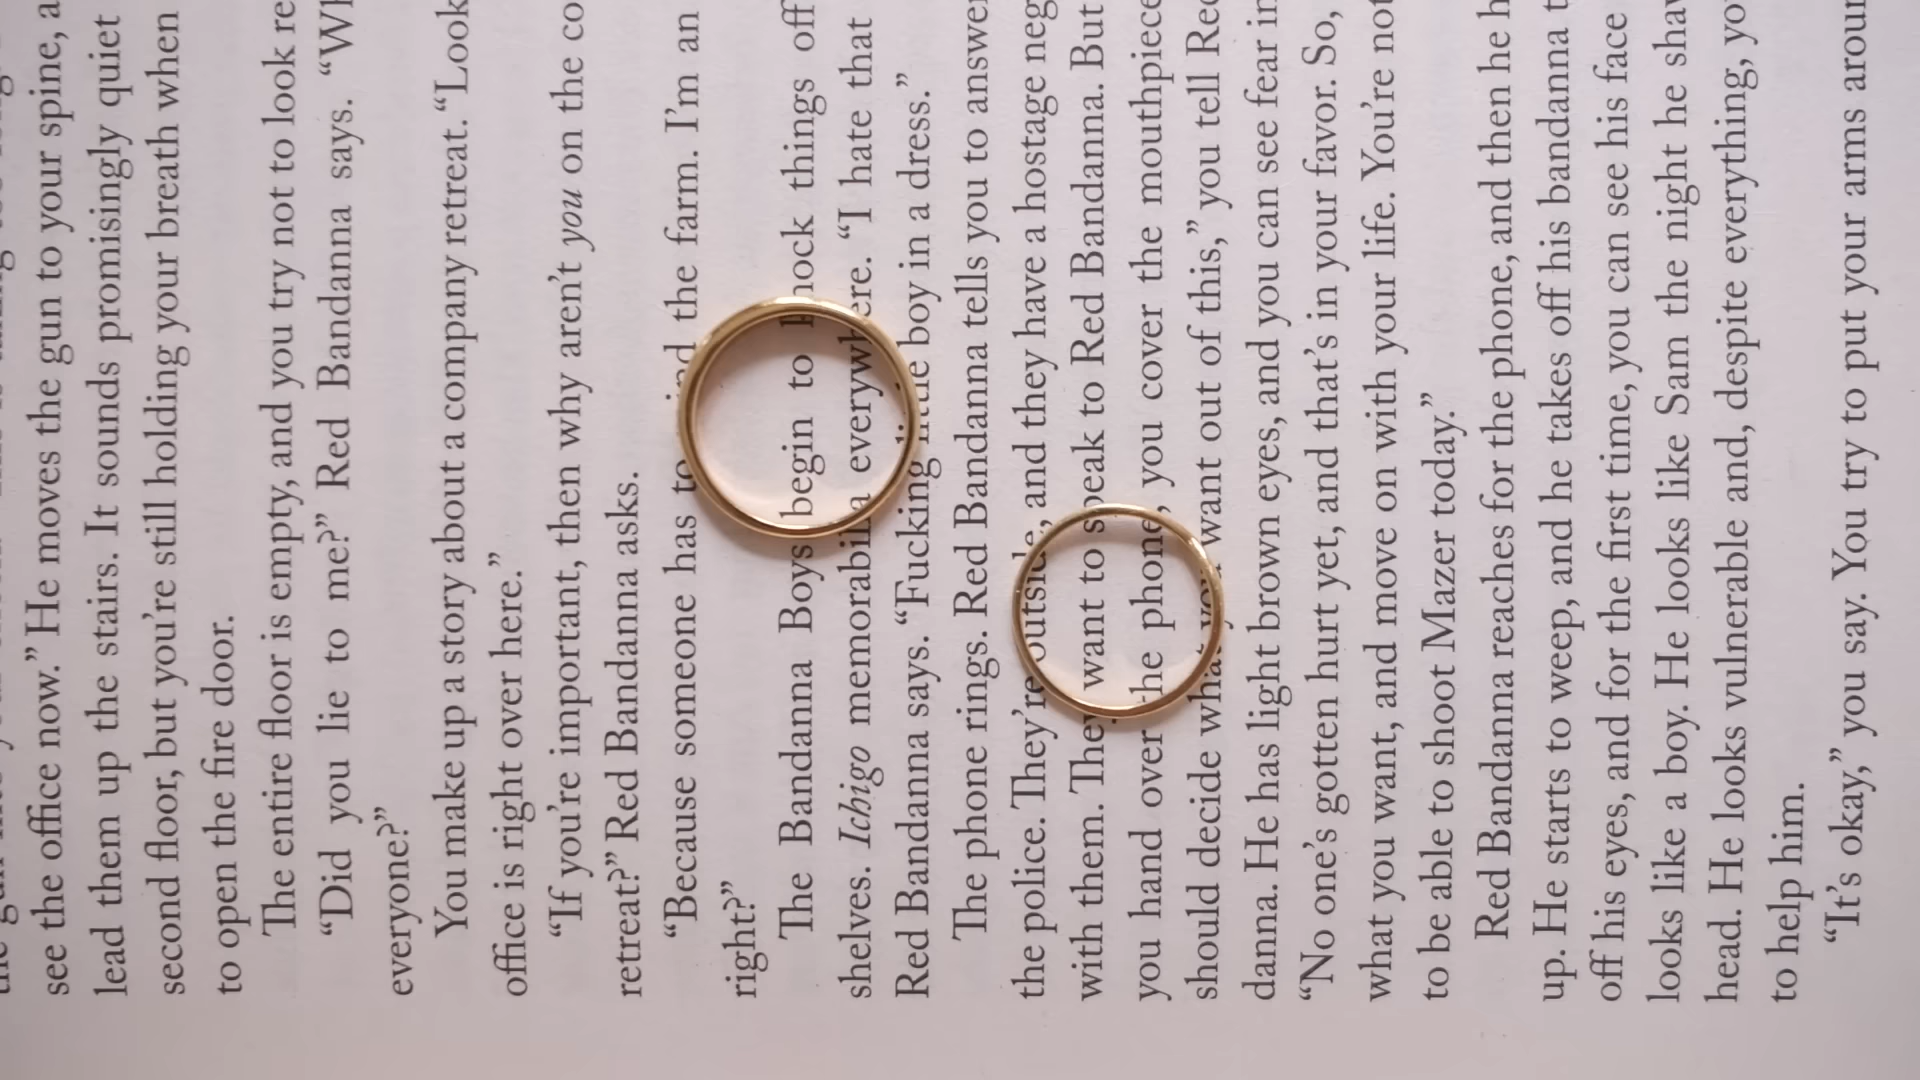 see the office now.” He moves the gun to your spine, a
lead them up the stairs. It sounds promisingly quiet
second floor, but you’re still holding your breath when
to open the fire door.
The entire floor is empty, and you try not to look re
“Did you lie to me?” Red Bandanna says. “Wh
everyone?”
You make up a story about a company retreat. “Look
office is right over here.”
“If you’re important, then why aren’t you on the co
retreat?” Red Bandanna asks.
“Because someone has to the farm. I’m an
right?”
The Bandanna Boys begin to knock things off
shelves. Ichigo memorabilia everywhere. “I hate that
Red Bandanna says. “Fucking little boy in a dress.”
The phone rings. Red Bandanna tells you to answer
the police. They’re outside, and they have a hostage neg
with them. They want to speak to Red Bandanna. But
you hand over the phone, you cover the mouthpiece
should decide what you want out of this,” you tell Red
danna. He has light brown eyes, and you can see fear in
“No one’s gotten hurt yet, and that’s in your favor. So,
what you want, and move on with your life. You’re not
to be able to shoot Mazer today.”
Red Bandanna reaches for the phone, and then he h
up. He starts to weep, and he takes off his bandanna t
off his eyes, and for the first time, you can see his face
looks like a boy. He looks like Sam the night he shav
head. He looks vulnerable and, despite everything, yo
to help him.
“It’s okay,” you say. You try to put your arms aroun